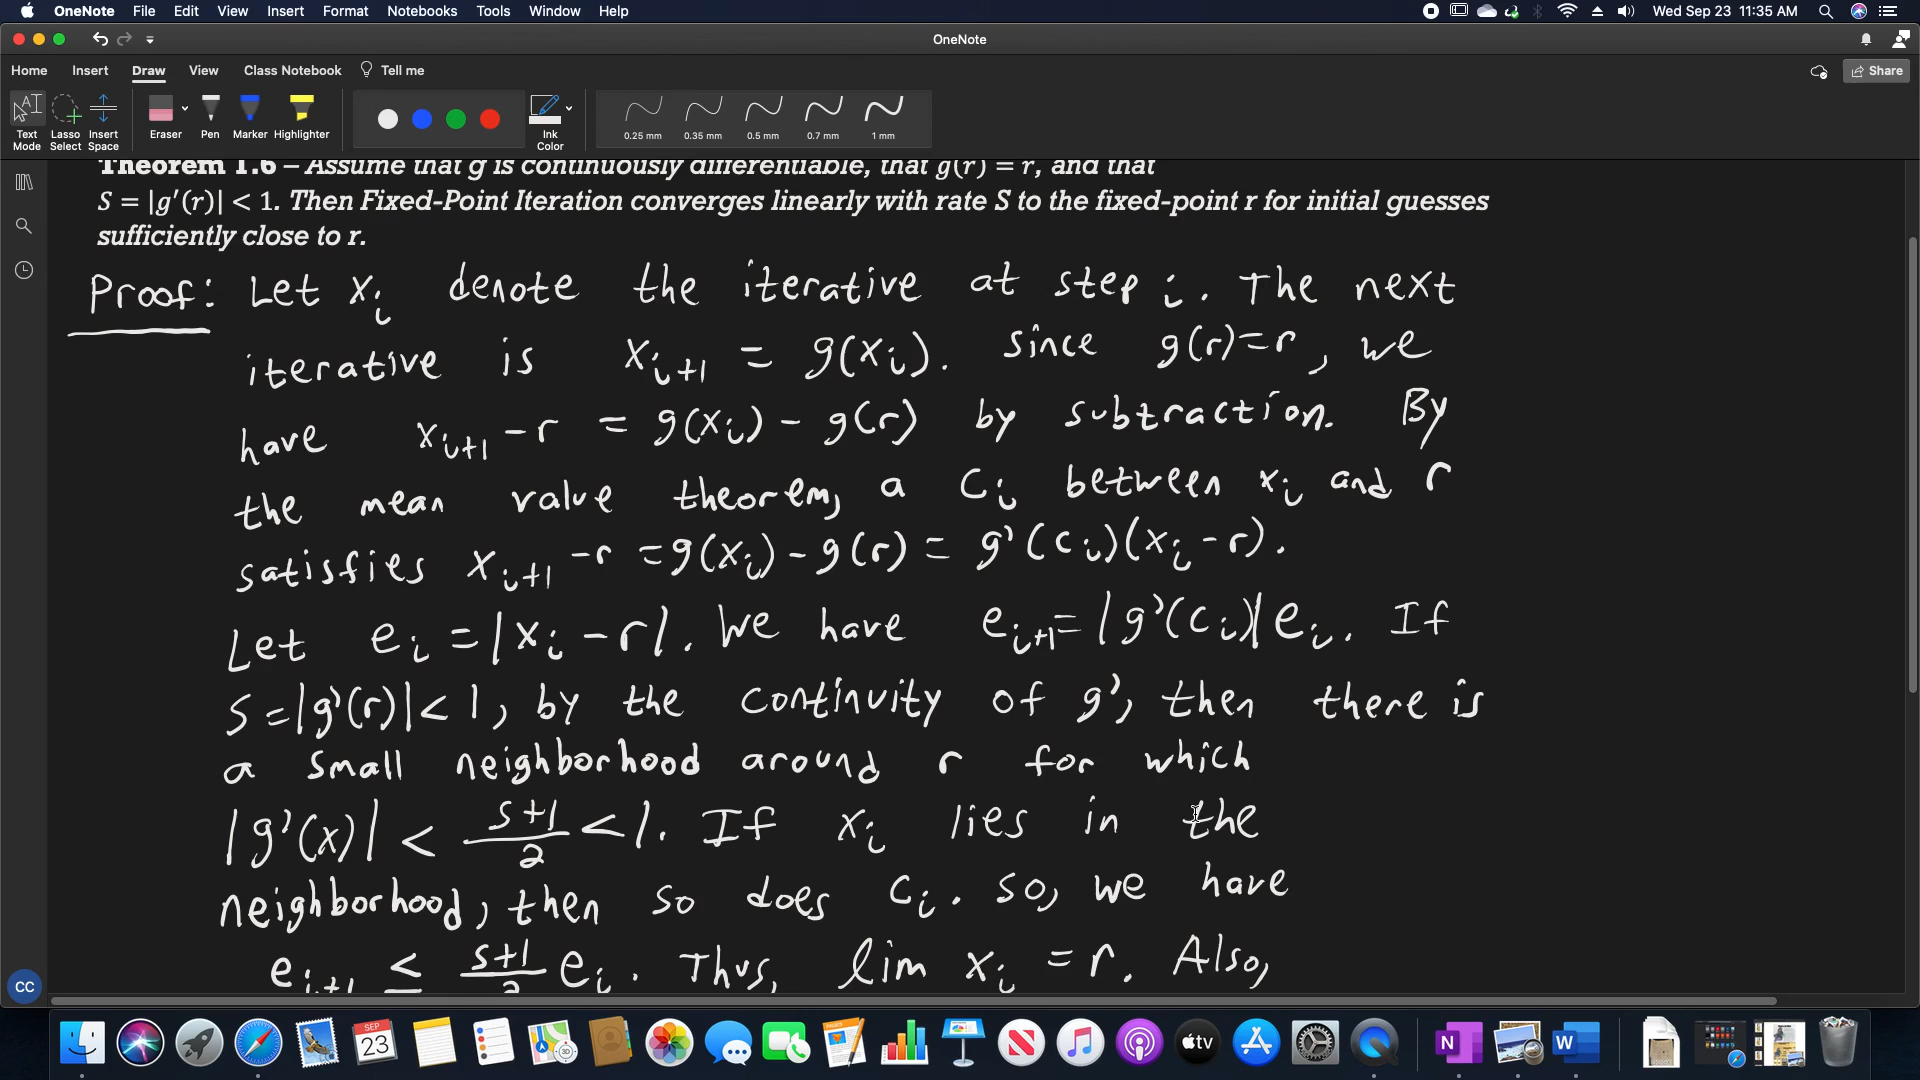 OneNote File Edit View Insert Format Notebooks Tools Window Help Wed Sep 23 11:35 AM
OneNote
Home Insert Draw View Class Notebook Tell me Share
Text Mode Lasso Select Insert Space Eraser Pen Marker Highlighter Ink Color 0.25 mm 0.35 mm 0.5 mm 0.7 mm 1 mm
Theorem 1.6 – Assume that g is continuously differentiable, that g(r) = r, and that
S = |g′(r)| < 1. Then Fixed-Point Iteration converges linearly with rate S to the fixed-point r for initial guesses
sufficiently close to r.
Proof: Let x_i denote the iterative at step i. The next
iterative is x_{i+1} = g(x_i). Since g(r)=r, we
have x_{i+1} - r = g(x_i) - g(r) by subtraction. By
the mean value theorem, a c_i between x_i and r
satisfies x_{i+1} - r = g(x_i) - g(r) = g'(c_i)(x_i - r).
Let e_i = |x_i - r|. We have e_{i+1} = |g'(c_i)|e_i. If
S = |g'(r)| < 1, by the continuity of g', then there is
a small neighborhood around r for which
|g'(x)| < \frac{S+1}{2} < 1. If x_i lies in the
neighborhood, then so does c_i. So, we have
e_{i+1} ≤ \frac{S+1}{2} e_i. Thus, lim x_i = r. Also,
CC
SEP
23
tv
N W